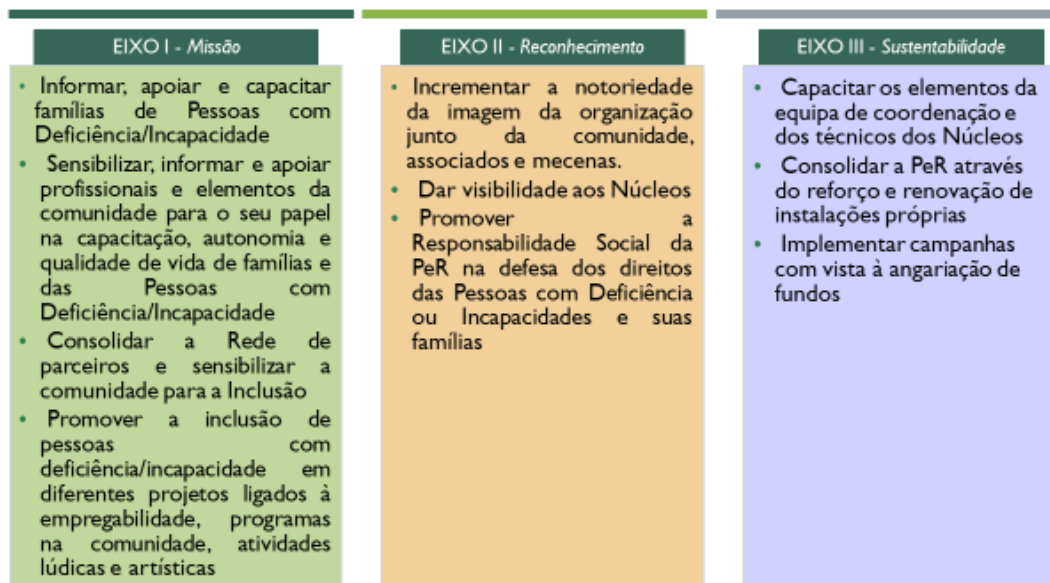 EIXO I - Missão
• Informar, apoiar e capacitar
famílias de Pessoas com
Deficiência/Incapacidade
• Sensibilizar, informar e apoiar
profissionais e elementos da
comunidade para o seu papel
na capacitação, autonomia e
qualidade de vida de famílias e
das Pessoas com
Deficiência/Incapacidade
• Consolidar a Rede de
parceiros e sensibilizar a
comunidade para a Inclusão
• Promover a inclusão de
pessoas com
deficiência/incapacidade em
diferentes projetos ligados à
empregabilidade, programas
na comunidade, atividades
lúdicas e artísticas
EIXO II - Reconhecimento
• Incrementar a notoriedade
da imagem da organização
junto da comunidade,
associados e mecenas.
• Dar visibilidade aos Núcleos
• Promover a
Responsabilidade Social da
PeR na defesa dos direitos
das Pessoas com Deficiência
ou Incapacidades e suas
famílias
EIXO III - Sustentabilidade
• Capacitar os elementos da
equipa de coordenação e
dos técnicos dos Núcleos
• Consolidar a PeR através
do reforço e renovação de
instalações próprias
• Implementar campanhas
com vista à angariação de
fundos